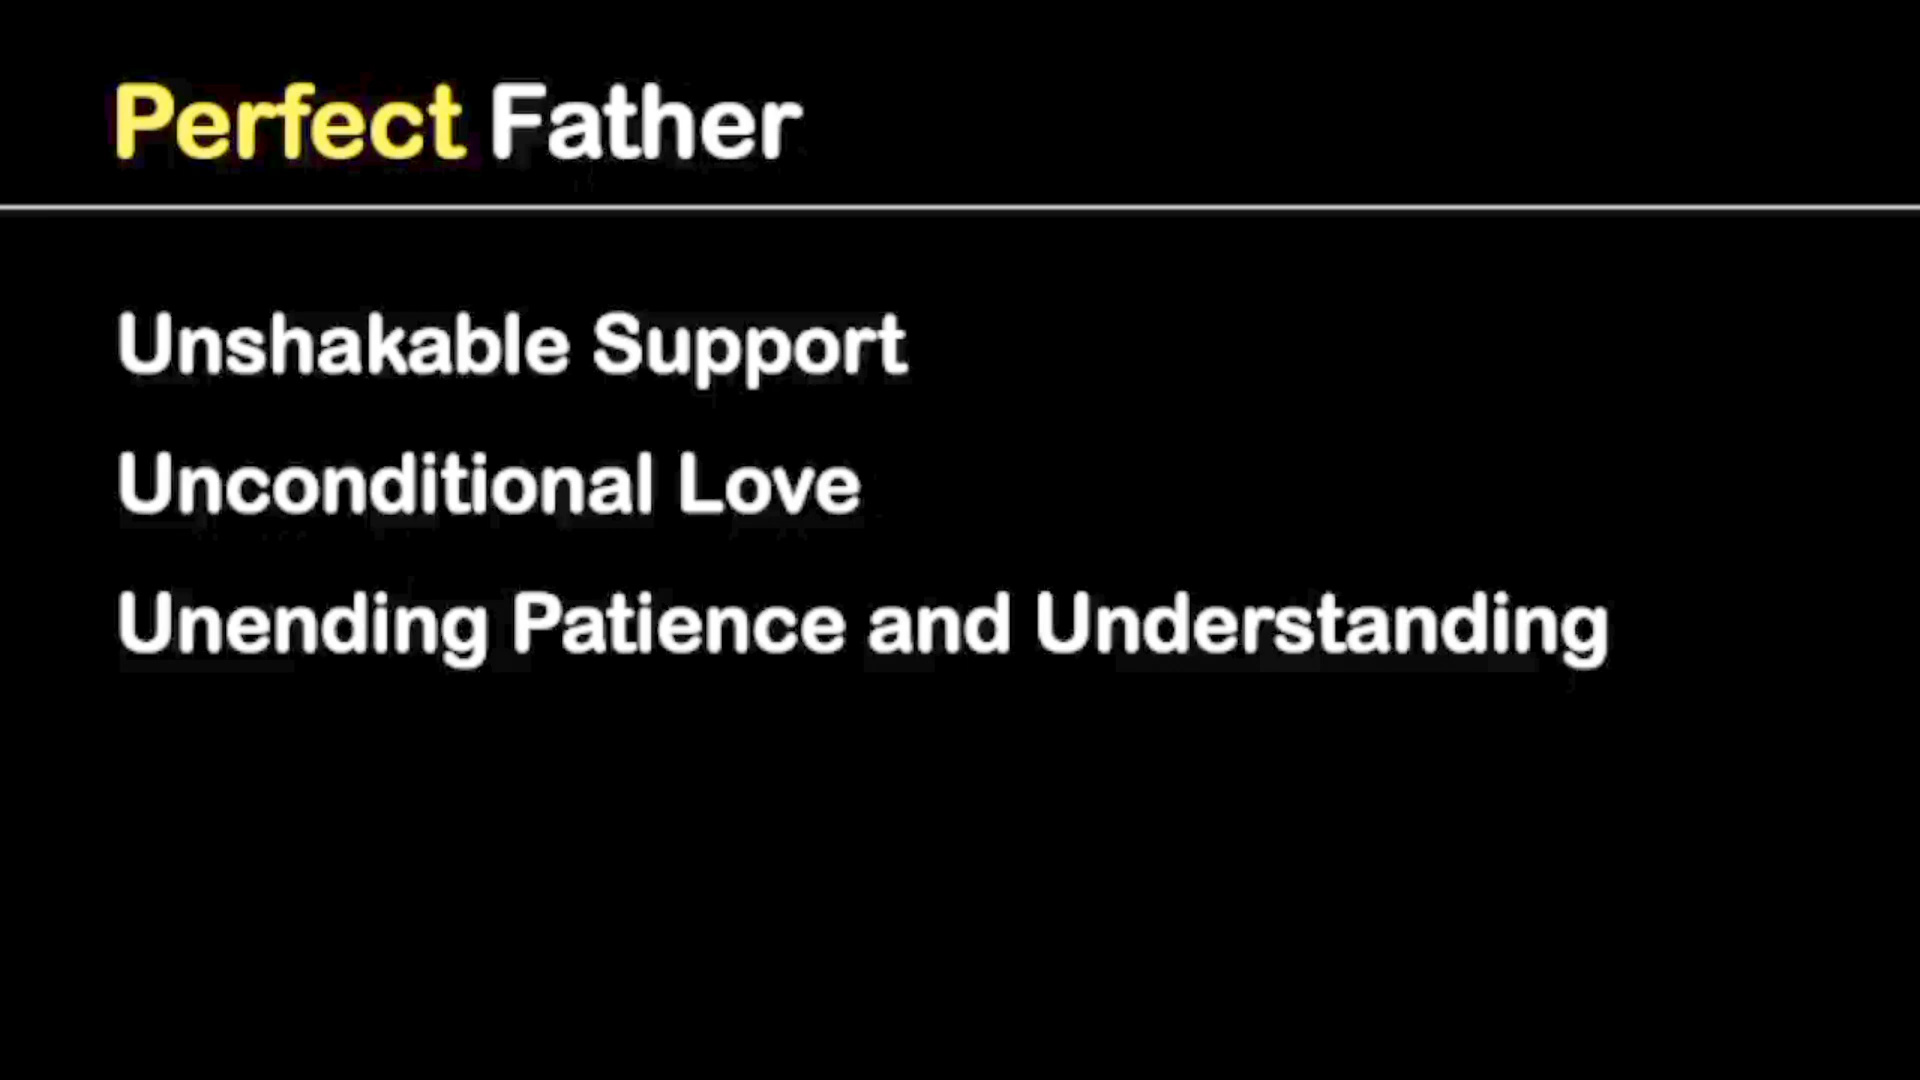 Perfect Father
Unshakable Support
Unconditional Love
Unending Patience and Understanding